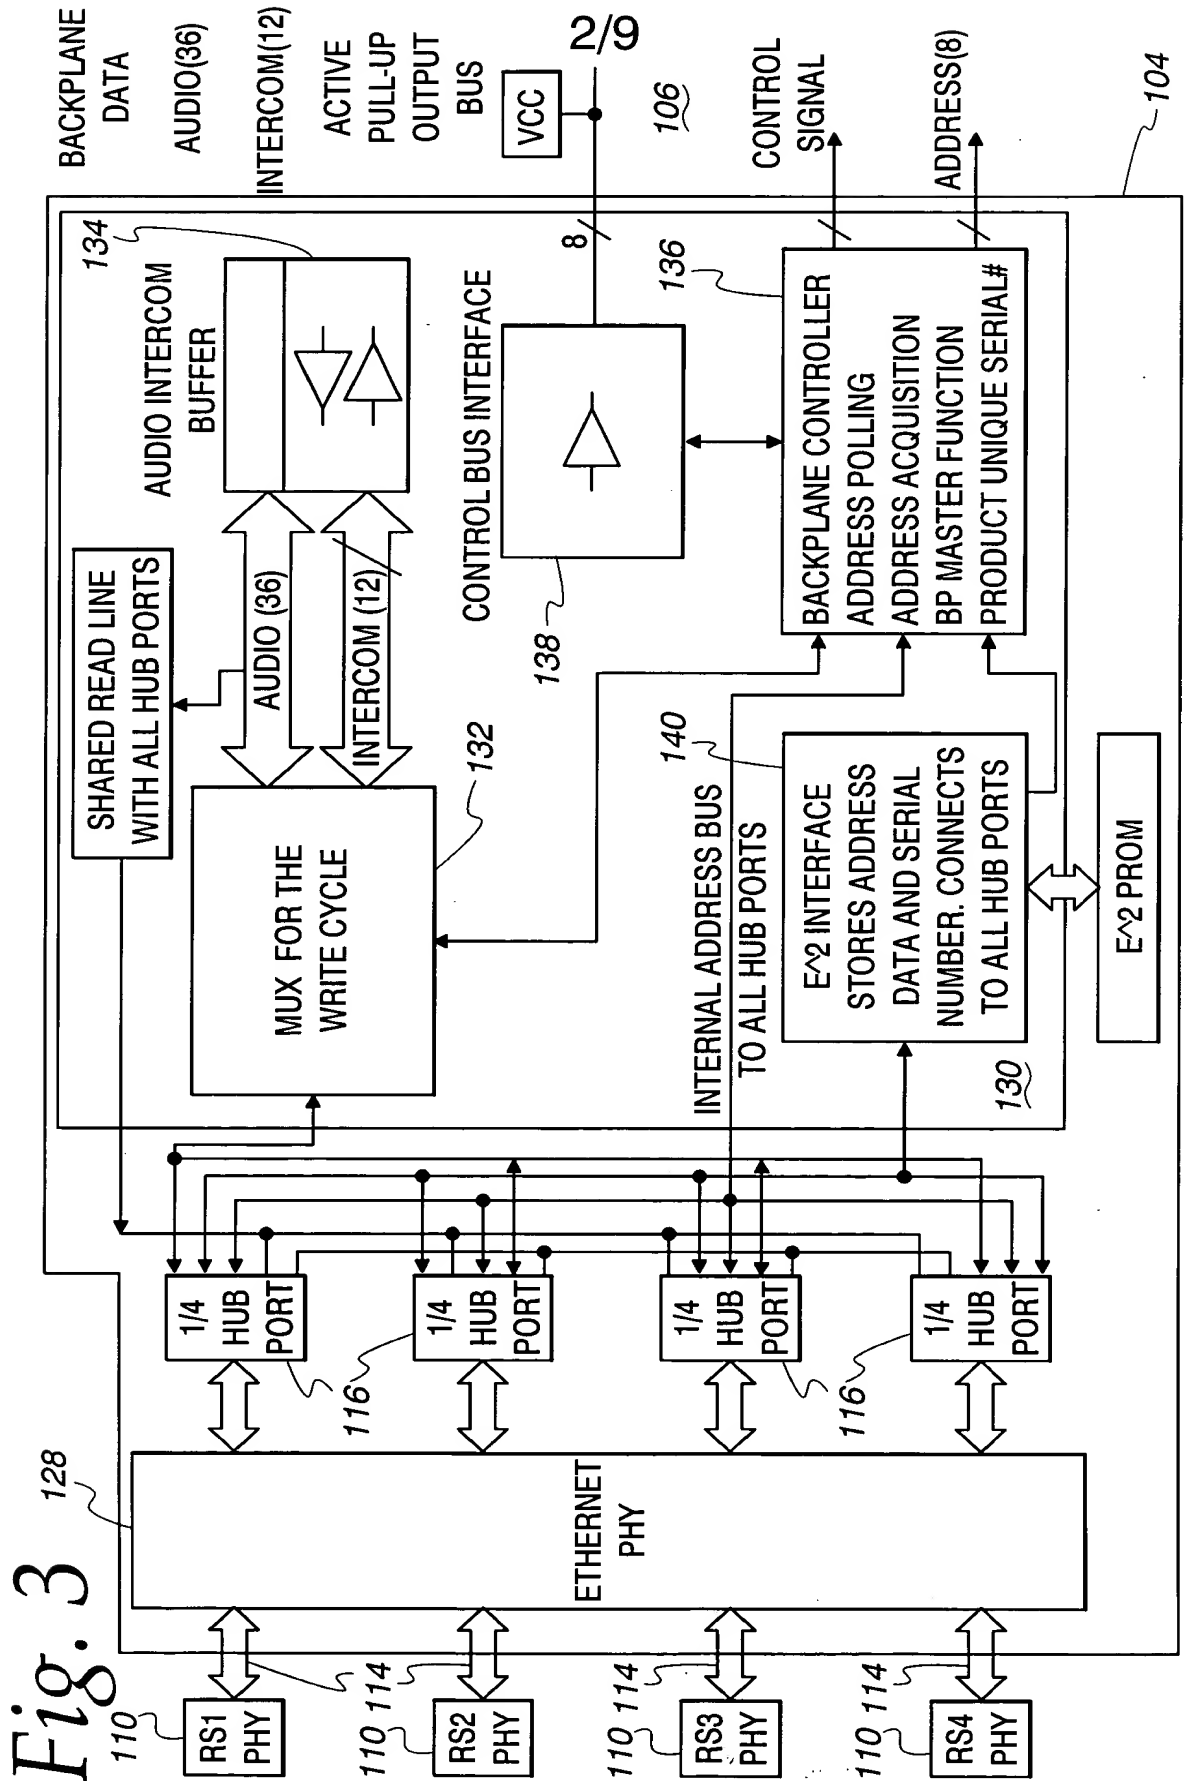 Fig. 3
2/9
BACKPLANE
DATA
AUDIO(36)
INTERCOM(12)
ACTIVE
PULL-UP
OUTPUT
BUS
VCC
106
CONTROL
SIGNAL
ADDRESS(8)
104
134
AUDIO INTERCOM
BUFFER
SHARED READ LINE
WITH ALL HUB PORTS
AUDIO (36)
INTERCOM (12)
MUX FOR THE
WRITE CYCLE
132
CONTROL BUS INTERFACE
138
8
136
BACKPLANE CONTROLLER
ADDRESS POLLING
ADDRESS ACQUISITION
BP MASTER FUNCTION
PRODUCT UNIQUE SERIAL#
INTERNAL ADDRESS BUS
TO ALL HUB PORTS
140
E^2 INTERFACE
STORES ADDRESS
DATA AND SERIAL
NUMBER. CONNECTS
TO ALL HUB PORTS
130
E^2 PROM
1/4
HUB
PORT
1/4
HUB
PORT
1/4
HUB
PORT
1/4
HUB
PORT
116
116
128
ETHERNET
PHY
114
114
114
110
RS1
PHY
110
RS2
PHY
110
RS3
PHY
110
RS4
PHY